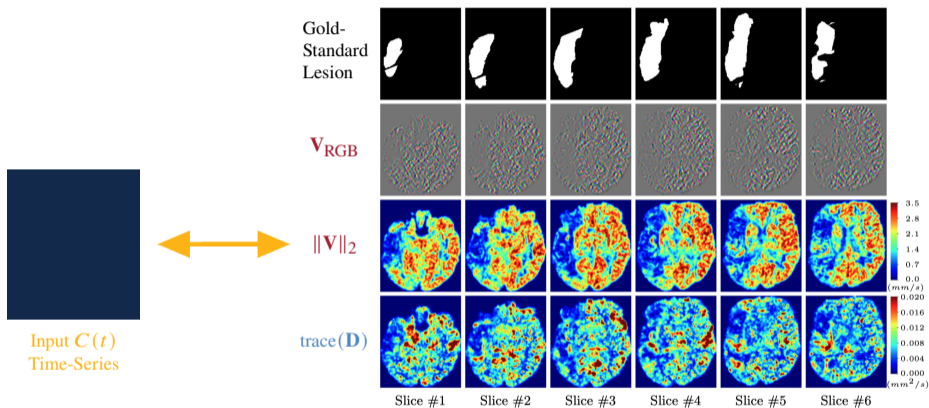 Gold-
Standard
Lesion
V_RGB
‖V‖₂
trace(D)
Input C(t)
Time-Series
3.5
2.8
2.1
1.4
0.7
0.0
(mm/s)
0.020
0.016
0.012
0.008
0.004
0.000
(mm²/s)
Slice #1
Slice #2
Slice #3
Slice #4
Slice #5
Slice #6